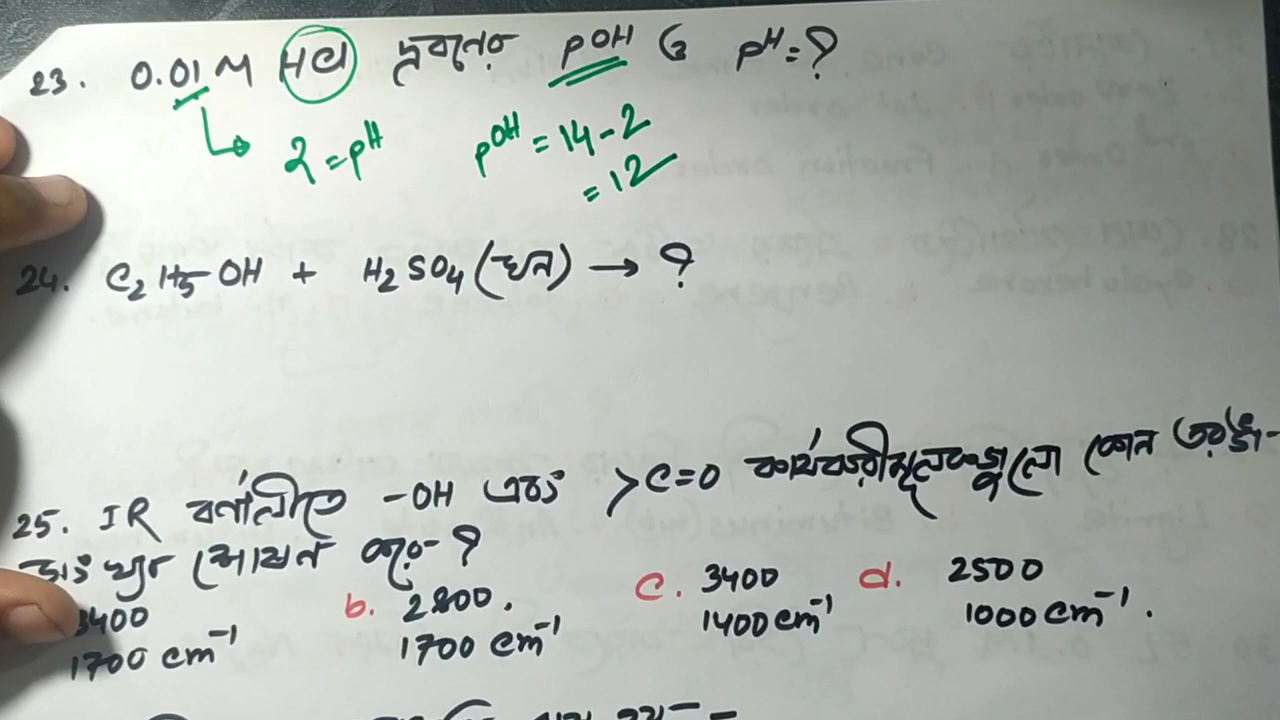 23. 0.01 M HCl দ্রবনের pOH ও pH = ?
2 = pH pOH = 14 - 2
= 12
24. C2H5OH + H2SO4 (ঘন) → ?
25. IR বর্ণালীতে -OH এবং >C=O কার্যকরীমূলকগুলো কোন তরঙ্গ-
শোষন করে ?
3400 b. 2800. c. 3400 d. 2500
1700 cm-1 1700 cm-1 1400 cm-1 1000 cm-1.